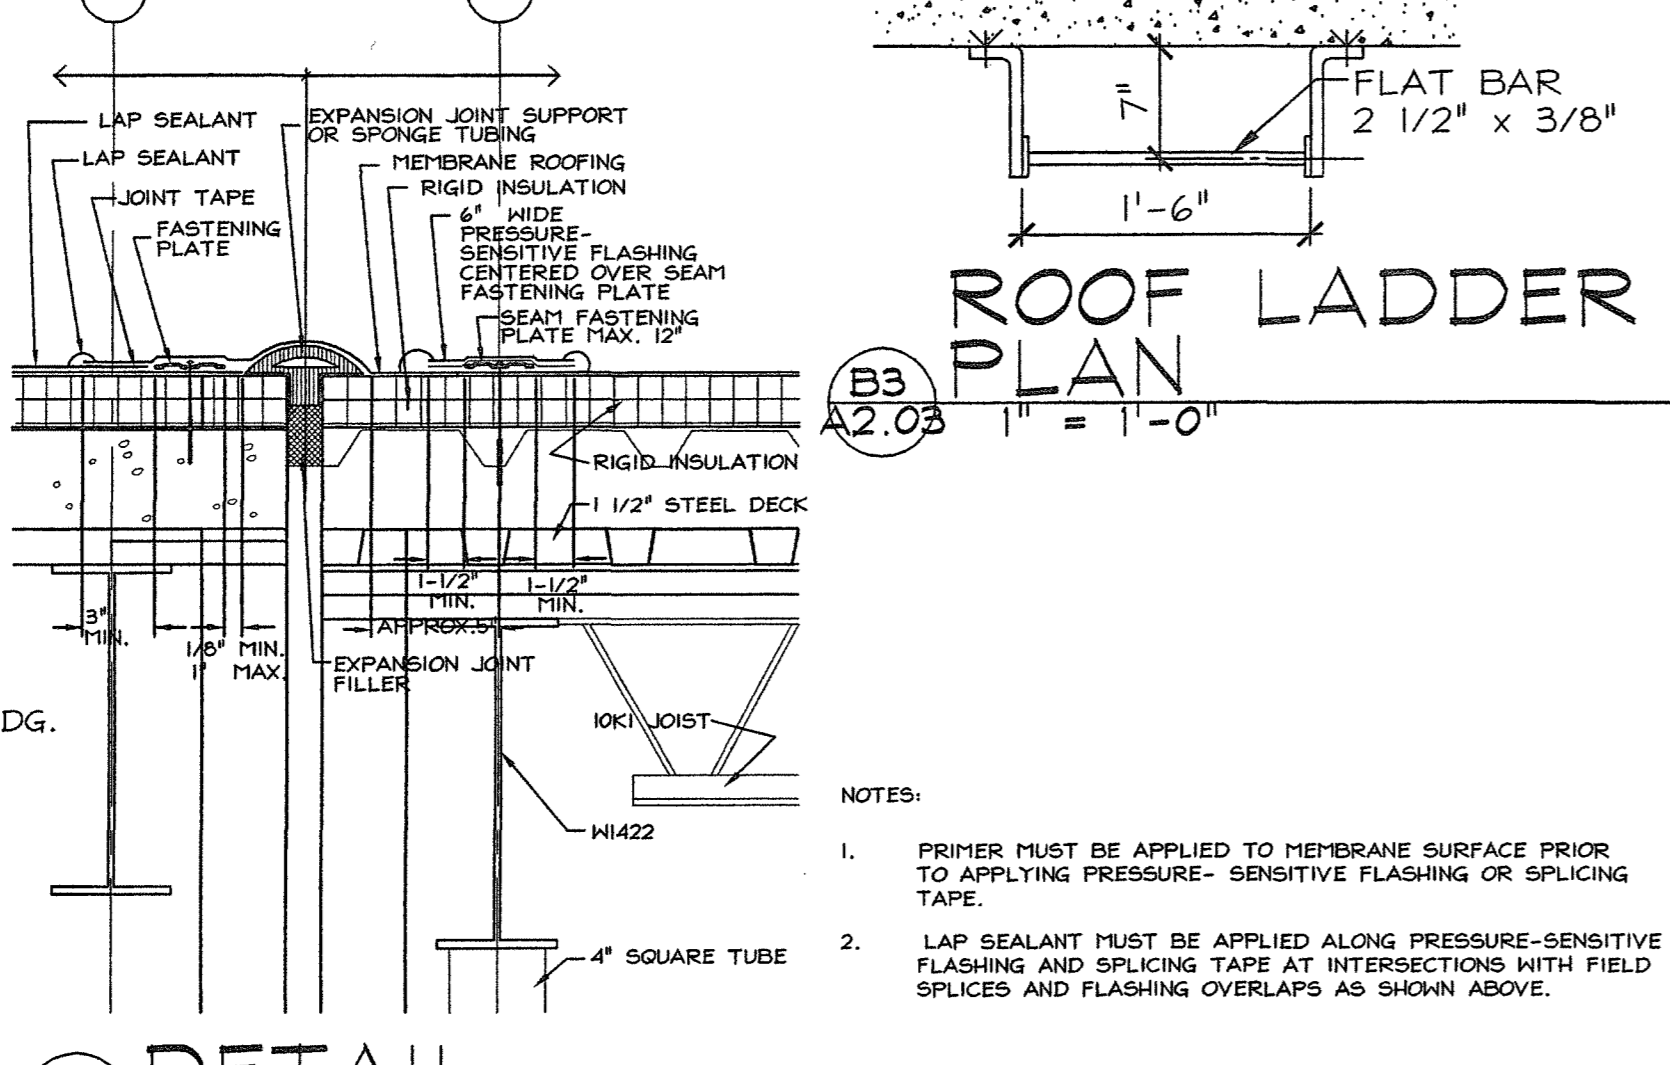 LAP SEALANT
LAP SEALANT
JOINT TAPE
FASTENING
PLATE
EXPANSION JOINT SUPPORT
OR SPONGE TUBING
MEMBRANE ROOFING
RIGID INSULATION
6" WIDE
PRESSURE-
SENSITIVE FLASHING
CENTERED OVER SEAM
FASTENING PLATE
SEAM FASTENING
PLATE MAX. 12"
RIGID INSULATION
1 1/2" STEEL DECK
1-1/2"
MIN.
1-1/2"
MIN.
3"
MIN.
1/8" MIN.
1" MAX.
APPROX.5"
EXPANSION JOINT
FILLER
DG.
10K1 JOIST
W1422
4" SQUARE TUBE
DETAIL
7"
FLAT BAR
2 1/2" x 3/8"
1'-6"
ROOF LADDER
PLAN
B3
A2.03
1" = 1'-0"
NOTES:
1. PRIMER MUST BE APPLIED TO MEMBRANE SURFACE PRIOR
TO APPLYING PRESSURE- SENSITIVE FLASHING OR SPLICING
TAPE.
2. LAP SEALANT MUST BE APPLIED ALONG PRESSURE-SENSITIVE
FLASHING AND SPLICING TAPE AT INTERSECTIONS WITH FIELD
SPLICES AND FLASHING OVERLAPS AS SHOWN ABOVE.